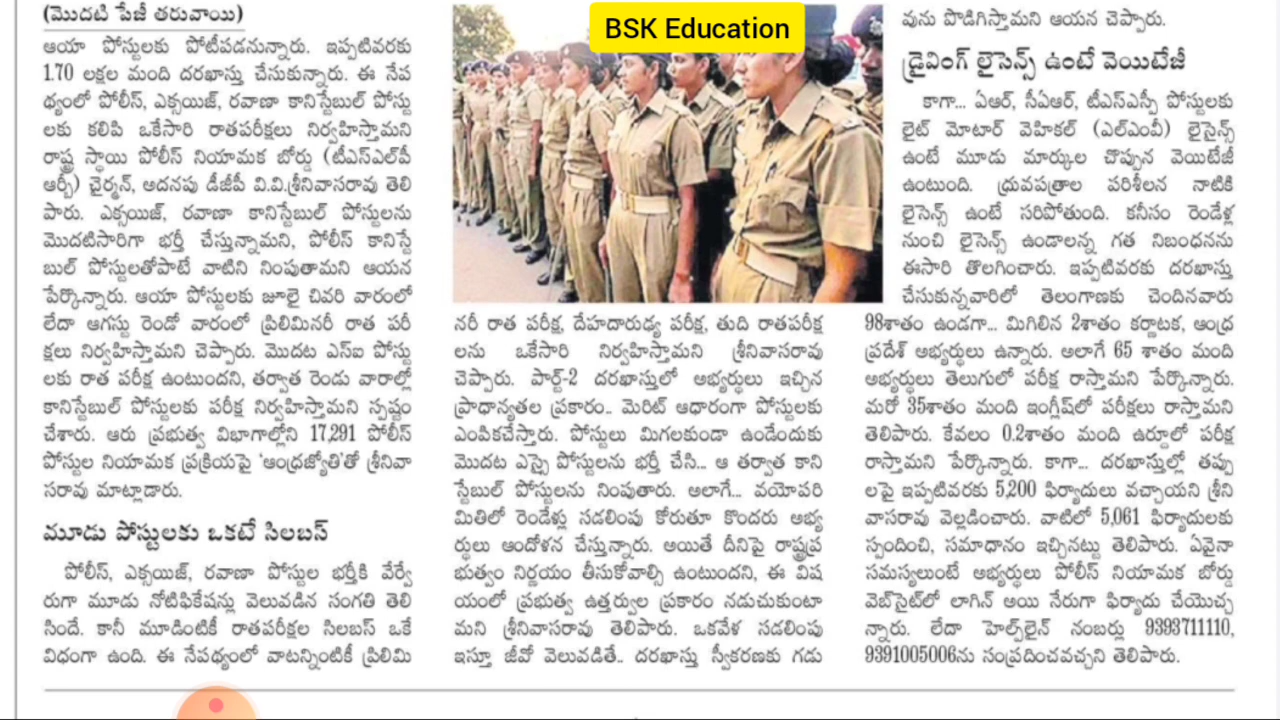 BSK Education
(మొదటి పేజీ తరువాయి)
ఆయా పోస్టులకు పోటీపడనున్నారు. ఇప్పటివరకు
1.70 లక్షల మంది దరఖాస్తు చేసుకున్నారు. ఈ నేప
థ్యంలో పోలీస్, ఎక్సయిజ్, రవాణా కానిస్టేబుల్ పోస్టు
లకు కలిపి ఒకేసారి రాతపరీక్షలు నిర్వహిస్తామని
రాష్ట్ర స్థాయి పోలీస్ నియామక బోర్డు (టీఎస్ఎల్‌పీ
ఆర్బీ) ఛైర్మన్, అదనపు డీజీపీ వి.వి.శ్రీనివాసరావు తెలి
పారు. ఎక్సయిజ్, రవాణా కానిస్టేబుల్ పోస్టులను
మొదటిసారిగా భర్తీ చేస్తున్నామని, పోలీస్ కానిస్టే
బుల్ పోస్టులతోపాటే వాటిని నింపుతామని ఆయన
పేర్కొన్నారు. ఆయా పోస్టులకు జూలై చివరి వారంలో
లేదా ఆగస్టు రెండో వారంలో ప్రిలిమినరీ రాత పరీ
క్షలు నిర్వహిస్తామని చెప్పారు. మొదట ఎస్ఐ పోస్టు
లకు రాత పరీక్ష ఉంటుందని, తర్వాత రెండు వారాల్లో
కానిస్టేబుల్ పోస్టులకు పరీక్ష నిర్వహిస్తామని స్పష్టం
చేశారు. ఆరు ప్రభుత్వ విభాగాల్లోని 17,291 పోలీస్
పోస్టుల నియామక ప్రక్రియపై ‘ఆంధ్రజ్యోతి’తో శ్రీనివా
సరావు మాట్లాడారు.
మూడు పోస్టులకు ఒకటే సిలబస్
పోలీస్, ఎక్సయిజ్, రవాణా పోస్టుల భర్తీకి వేర్వే
రుగా మూడు నోటిఫికేషన్లు వెలువడిన సంగతి తెలి
సిందే. కానీ మూడింటికీ రాతపరీక్షల సిలబస్ ఒకే
విధంగా ఉంది. ఈ నేపథ్యంలో వాటన్నింటికీ ప్రిలిమి
నరీ రాత పరీక్ష, దేహదారుఢ్య పరీక్ష, తుది రాతపరీక్ష
లను ఒకేసారి నిర్వహిస్తామని శ్రీనివాసరావు
చెప్పారు. పార్ట్-2 దరఖాస్తులో అభ్యర్థులు ఇచ్చిన
ప్రాధాన్యతల ప్రకారం.. మెరిట్ ఆధారంగా పోస్టులకు
ఎంపికచేస్తారు. పోస్టులు మిగలకుండా ఉండేందుకు
మొదట ఎస్సై పోస్టులను భర్తీ చేసి... ఆ తర్వాత కాని
స్టేబుల్ పోస్టులను నింపుతారు. అలాగే... వయోపరి
మితిలో రెండేళ్లు సడలింపు కోరుతూ కొందరు అభ్య
ర్థులు ఆందోళన చేస్తున్నారు. అయితే దీనిపై రాష్ట్రప్ర
భుత్వం నిర్ణయం తీసుకోవాల్సి ఉంటుందని, ఈ విష
యంలో ప్రభుత్వ ఉత్తర్వుల ప్రకారం నడుచుకుంటా
మని శ్రీనివాసరావు తెలిపారు. ఒకవేళ సడలింపు
ఇస్తూ జీవో వెలువడితే.. దరఖాస్తు స్వీకరణకు గడు
వును పొడిగిస్తామని ఆయన చెప్పారు.
డ్రైవింగ్ లైసెన్స్ ఉంటే వెయిటేజీ
కాగా... ఏఆర్, సీఏఆర్, టీఎస్ఎస్పీ పోస్టులకు
లైట్ మోటార్ వెహికల్ (ఎల్ఎంవీ) లైసైన్స్
ఉంటే మూడు మార్కుల చొప్పున వెయిటేజీ
ఉంటుంది. ధ్రువపత్రాల పరిశీలన నాటికి
లైసెన్స్ ఉంటే సరిపోతుంది. కనీసం రెండేళ్ల
నుంచి లైసెన్స్ ఉండాలన్న గత నిబంధనను
ఈసారి తొలగించారు. ఇప్పటివరకు దరఖాస్తు
చేసుకున్నవారిలో తెలంగాణకు చెందినవారు
98శాతం ఉండగా... మిగిలిన 2శాతం కర్ణాటక, ఆంధ్ర
ప్రదేశ్ అభ్యర్థులు ఉన్నారు. అలాగే 65 శాతం మంది
అభ్యర్థులు తెలుగులో పరీక్ష రాస్తామని పేర్కొన్నారు.
మరో 35శాతం మంది ఇంగ్లీష్‌లో పరీక్షలు రాస్తామని
తెలిపారు. కేవలం 0.2శాతం మంది ఉర్దూలో పరీక్ష
రాస్తామని పేర్కొన్నారు. కాగా... దరఖాస్తుల్లో తప్పు
లపై ఇప్పటివరకు 5,200 ఫిర్యాదులు వచ్చాయని శ్రీని
వాసరావు వెల్లడించారు. వాటిలో 5,061 ఫిర్యాదులకు
స్పందించి, సమాధానం ఇచ్చినట్టు తెలిపారు. ఏవైనా
సమస్యలుంటే అభ్యర్థులు పోలీస్ నియామక బోర్డు
వెబ్‌సైట్‌లో లాగిన్ అయి నేరుగా ఫిర్యాదు చేయొచ్చ
న్నారు. లేదా హెల్ప్‌లైన్ నంబర్లు 9393711110,
9391005006ను సంప్రదించవచ్చని తెలిపారు.